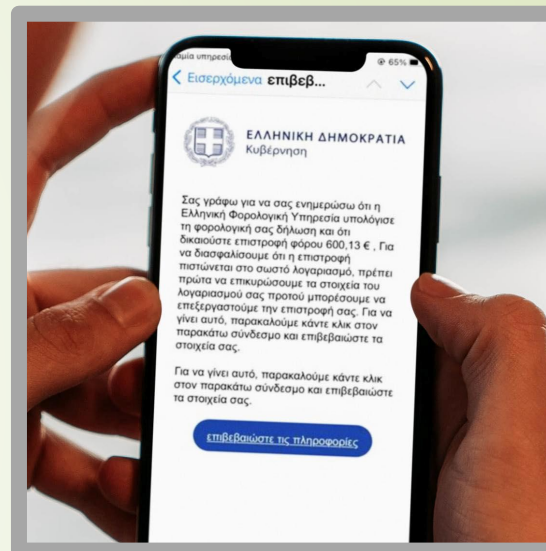 65%
Εισερχόμενα επιβεβ...
ΕΛΛΗΝΙΚΗ ΔΗΜΟΚΡΑΤΙΑ
Κυβέρνηση
Σας γράφω για να σας ενημερώσω ότι η
Ελληνική Φορολογική Υπηρεσία υπολόγισε
τη φορολογική σας δήλωση και ότι
δικαιούστε επιστροφή φόρου 600,13 € , Για
να διασφαλίσουμε ότι η επιστροφή
πιστώνεται στο σωστό λογαριασμό, πρέπει
πρώτα να επικυρώσουμε τα στοιχεία του
λογαριασμού σας προτού μπορέσουμε να
επεξεργαστούμε την επιστροφή σας. Για να
γίνει αυτό, παρακαλούμε κάντε κλικ στον
παρακάτω σύνδεσμο και επιβεβαιώστε τα
στοιχεία σας.
Για να γίνει αυτό, παρακαλούμε κάντε κλικ
στον παρακάτω σύνδεσμο και επιβεβαιώστε
τα στοιχεία σας.
επιβεβαιώστε τις πληροφορίες